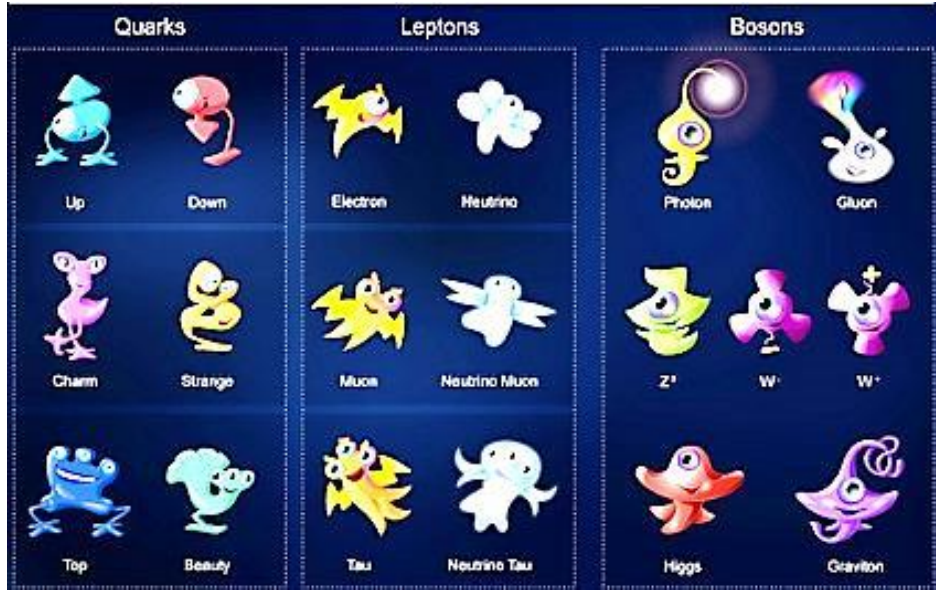 Quarks Leptons Bosons
Up Down Electron Neutrino Photon Gluon
Charm Strange Muon Neutrino Muon Z⁰ W⁻ W⁺
Top Beauty Tau Neutrino Tau Higgs Graviton